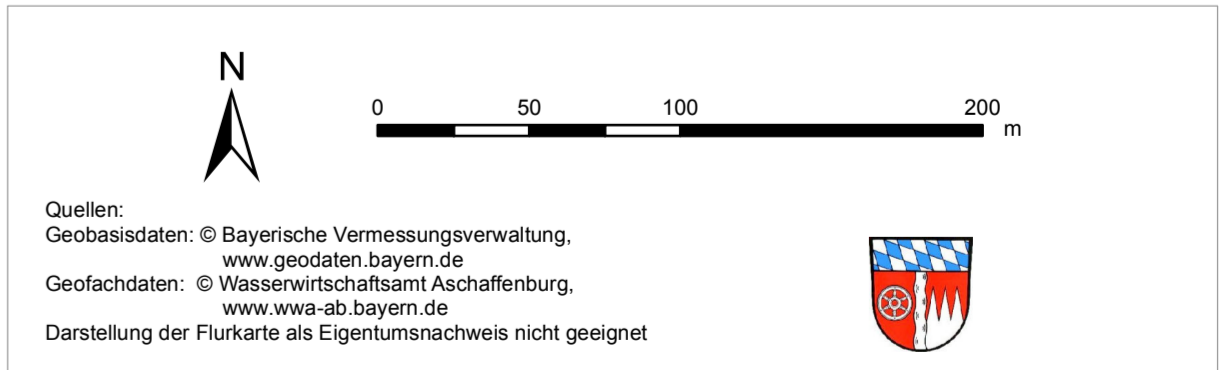 N
0 50 100 200
m
Quellen:
Geobasisdaten: © Bayerische Vermessungsverwaltung,
www.geodaten.bayern.de
Geofachdaten: © Wasserwirtschaftsamt Aschaffenburg,
www.wwa-ab.bayern.de
Darstellung der Flurkarte als Eigentumsnachweis nicht geeignet